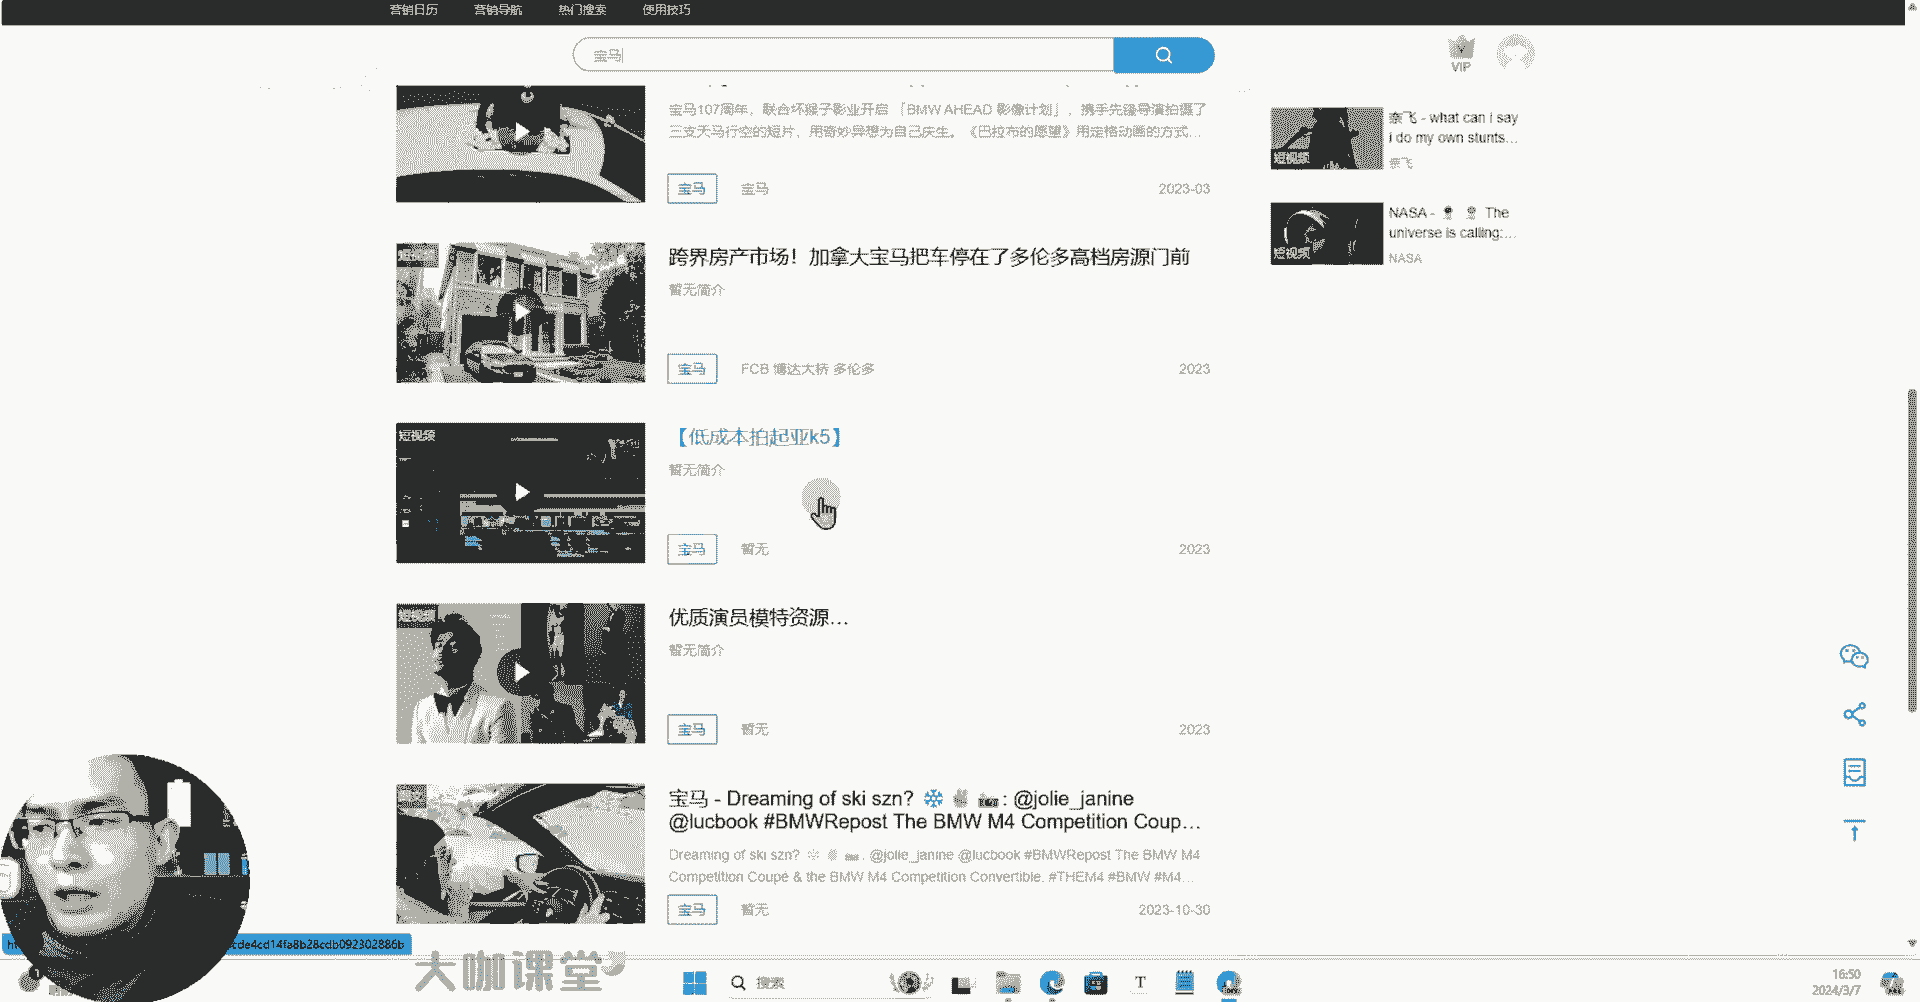 营销日历 营销导航 热门搜索 使用技巧
宝马
VIP
宝马107周年，联合坏猴子影业开启「BMW AHEAD 影像计划」，携手先锋导演拍摄了
三支天马行空的短片，用奇妙异想为自己庆生。《巴拉布的愿望》用定格动画的方式...
宝马 宝马 2023-03
短视频
跨界房产市场！加拿大宝马把车停在了多伦多高档房源门前
暂无简介
宝马 FCB 博达大桥 多伦多 2023
短视频
【低成本拍起亚k5】
暂无简介
宝马 暂无 2023
短视频
优质演员模特资源...
暂无简介
宝马 暂无 2023
宝马 - Dreaming of ski szn? ❄️ : @jolie_janine
@lucbook #BMWRepost The BMW M4 Competition Coup...
Dreaming of ski szn? : @jolie_janine @lucbook #BMWRepost The BMW M4
Competition Coupé & the BMW M4 Competition Convertible. #THEM4 #BMW #M4...
宝马 暂无 2023-10-30
短视频
奈飞 - what can i say
i do my own stunts...
奈飞
短视频
NASA - The
universe is calling:...
NASA
cde4cd14fa8b28cdb092302886b
大咖课堂
搜索
16:50
2024/3/7